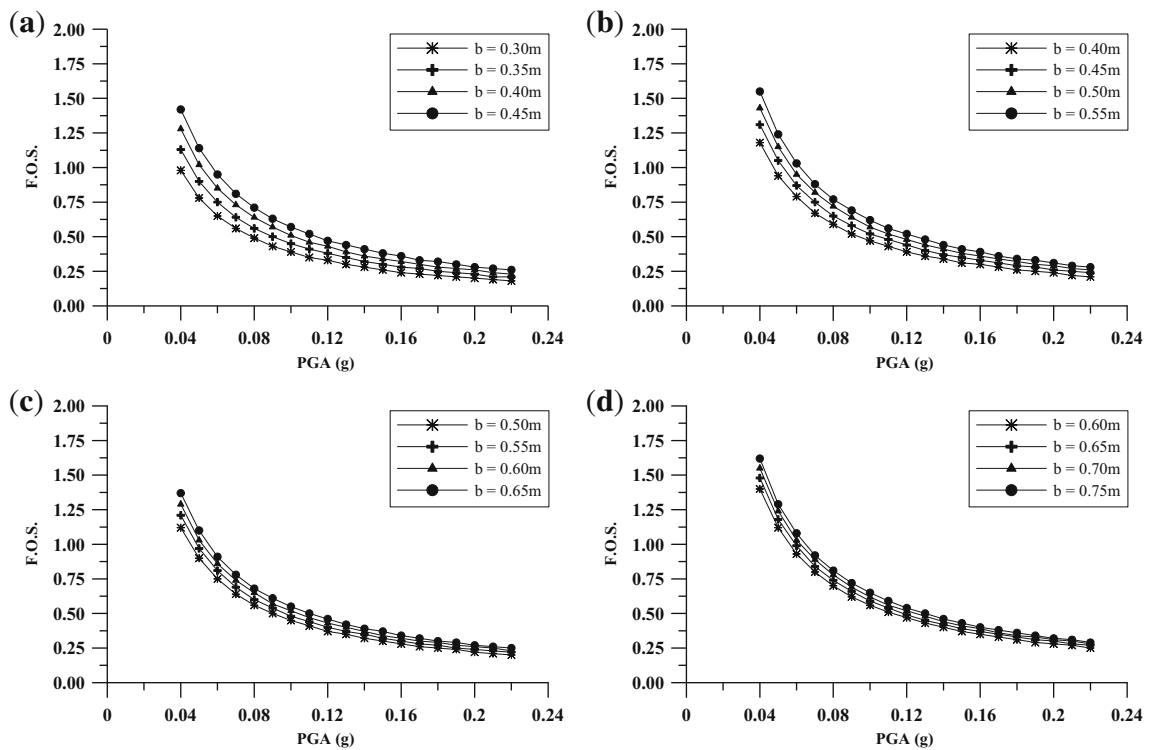 (a)
2.00
1.75
1.50
1.25
1.00
0.75
0.50
0.25
0.00
F.O.S.
b = 0.30m
b = 0.35m
b = 0.40m
b = 0.45m
0
0.04
0.08
0.12
0.16
0.2
0.24
PGA (g)
(b)
2.00
1.75
1.50
1.25
1.00
0.75
0.50
0.25
0.00
F.O.S.
b = 0.40m
b = 0.45m
b = 0.50m
b = 0.55m
0
0.04
0.08
0.12
0.16
0.2
0.24
PGA (g)
(c)
2.00
1.75
1.50
1.25
1.00
0.75
0.50
0.25
0.00
F.O.S.
b = 0.50m
b = 0.55m
b = 0.60m
b = 0.65m
0
0.04
0.08
0.12
0.16
0.2
0.24
PGA (g)
(d)
2.00
1.75
1.50
1.25
1.00
0.75
0.50
0.25
0.00
F.O.S.
b = 0.60m
b = 0.65m
b = 0.70m
b = 0.75m
0
0.04
0.08
0.12
0.16
0.2
0.24
PGA (g)